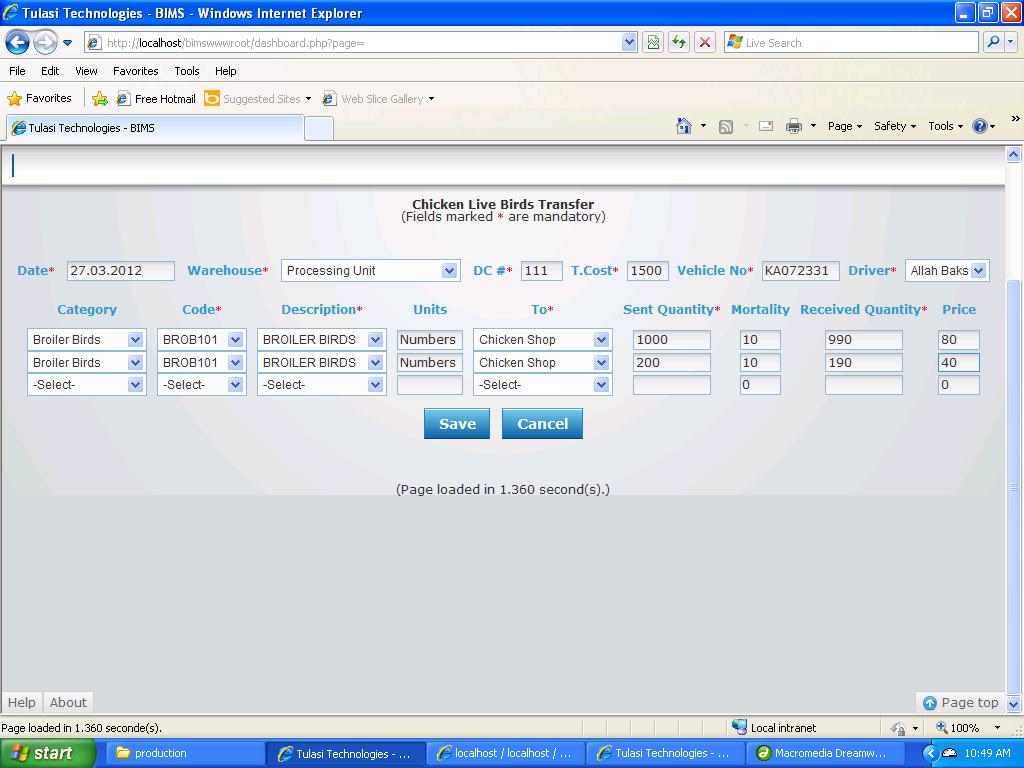 Tulasi Technologies - BIMS - Windows Internet Explorer
http://localhost/bimswwwroot/dashboard.php?page=
Live Search
File Edit View Favorites Tools Help
Favorites Free Hotmail Suggested Sites Web Slice Gallery
Tulasi Technologies - BIMS Page Safety Tools
Chicken Live Birds Transfer
(Fields marked * are mandatory)
Date* 27.03.2012 Warehouse* Processing Unit DC #* 111 T.Cost* 1500 Vehicle No* KA072331 Driver* Allah Baks
Category Code* Description* Units To* Sent Quantity* Mortality Received Quantity* Price
Broiler Birds BROB101 BROILER BIRDS Numbers Chicken Shop 1000 10 990 80
Broiler Birds BROB101 BROILER BIRDS Numbers Chicken Shop 200 10 190 40
-Select- -Select- -Select- -Select- 0 0
Save Cancel
(Page loaded in 1.360 second(s).)
Help About Page top
Page loaded in 1.360 seconde(s). Local intranet 100%
start production Tulasi Technologies - ... localhost / localhost / ... Tulasi Technologies - ... Macromedia Dreamw... 10:49 AM